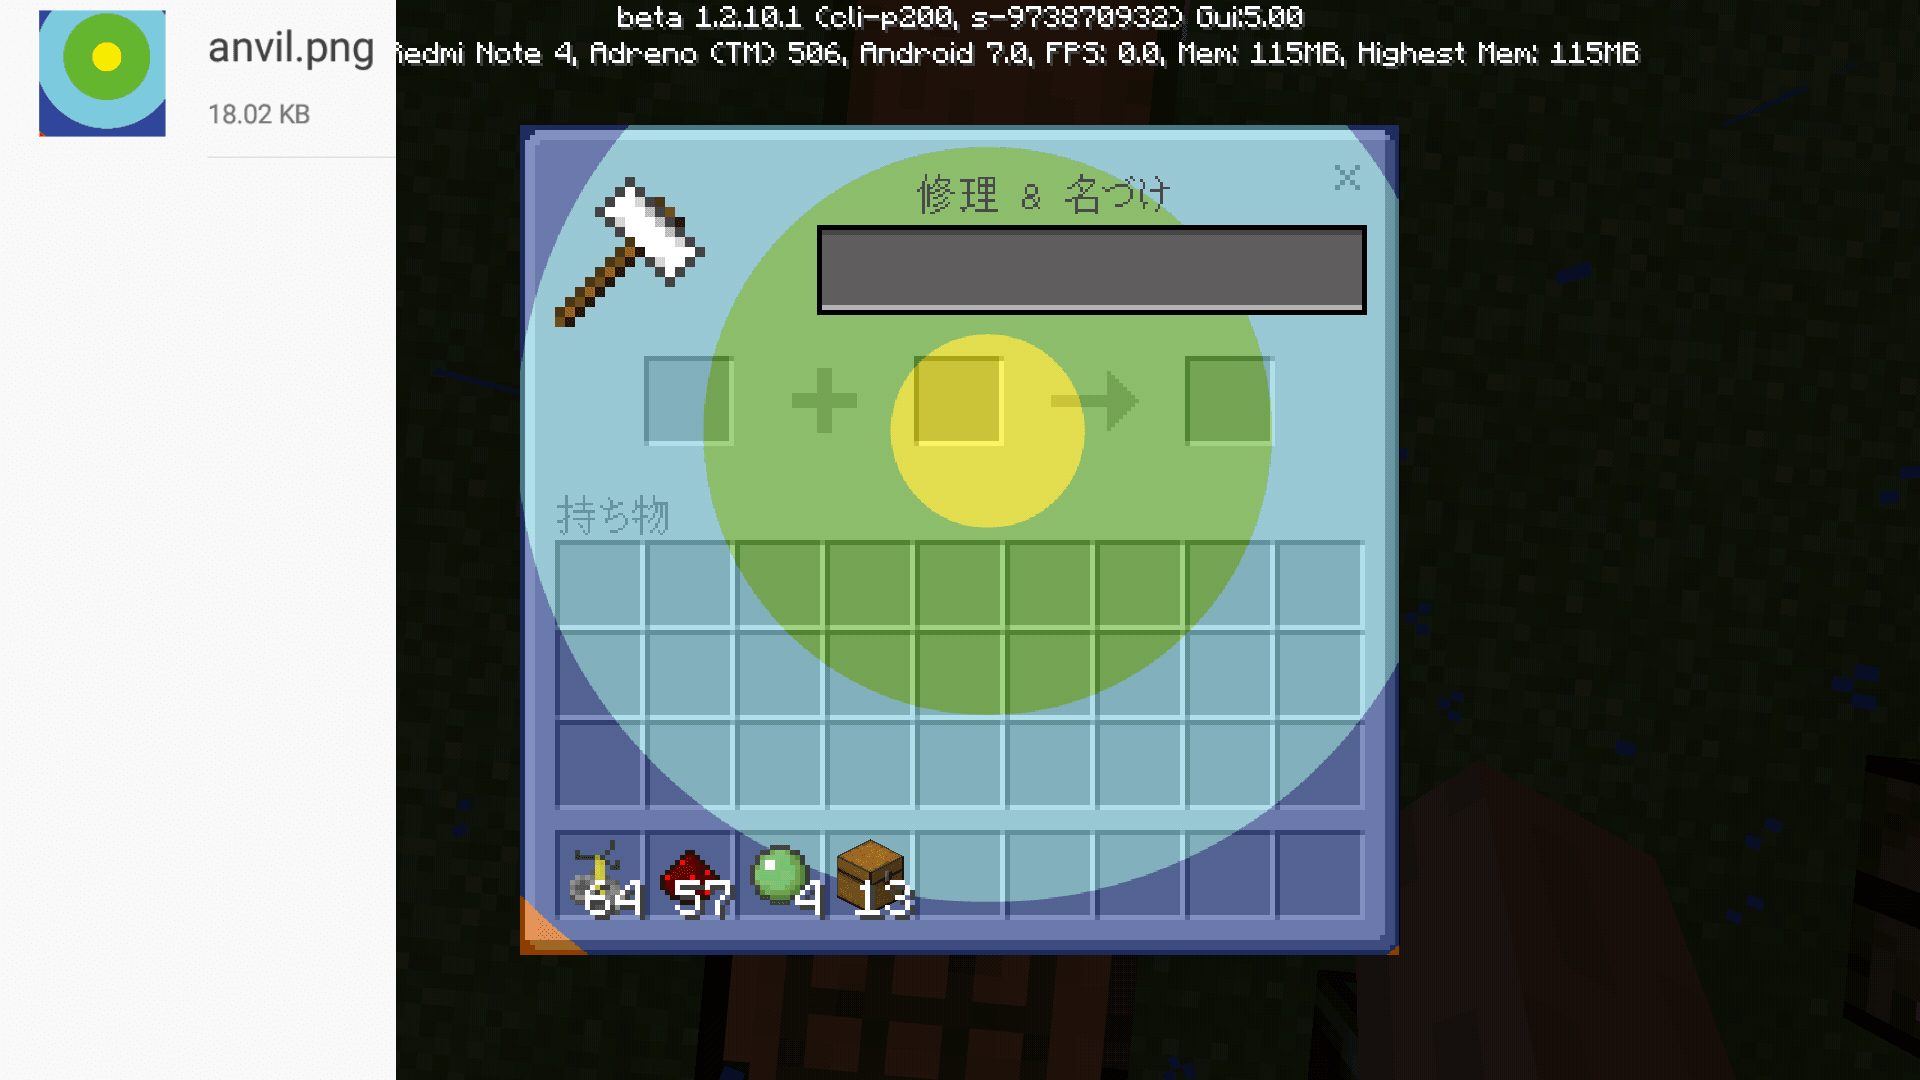 anvil.png
18.02 KB
beta 1.2.10.1 (cli-p200, s-973870932) Gui:5.00
Redmi Note 4, Adreno (TM) 506, Android 7.0, FPS: 0.0, Mem: 115MB, Highest Mem: 115MB
修理 & 名づけ
持ち物
64 57 4 13